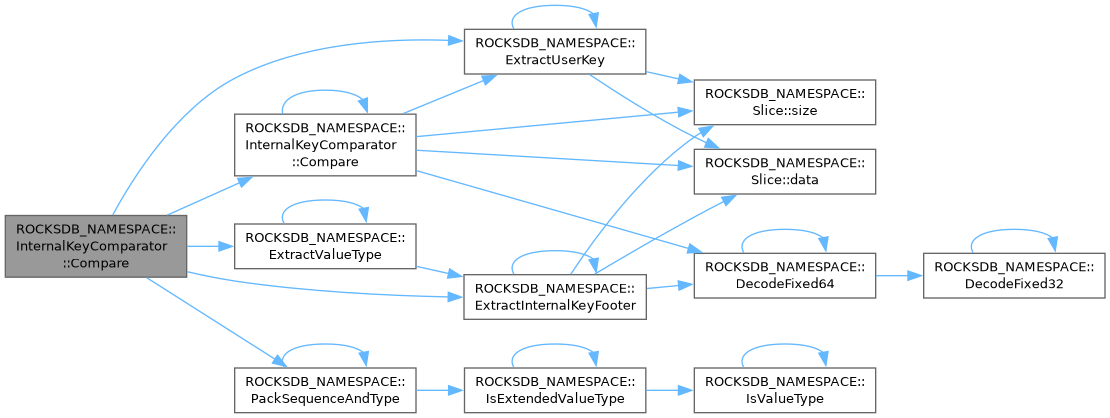 ROCKSDB_NAMESPACE::
InternalKeyComparator
::Compare
ROCKSDB_NAMESPACE::
ExtractUserKey
ROCKSDB_NAMESPACE::
InternalKeyComparator
::Compare
ROCKSDB_NAMESPACE::
ExtractValueType
ROCKSDB_NAMESPACE::
ExtractInternalKeyFooter
ROCKSDB_NAMESPACE::
PackSequenceAndType
ROCKSDB_NAMESPACE::
IsExtendedValueType
ROCKSDB_NAMESPACE::
Slice::size
ROCKSDB_NAMESPACE::
Slice::data
ROCKSDB_NAMESPACE::
DecodeFixed64
ROCKSDB_NAMESPACE::
IsValueType
ROCKSDB_NAMESPACE::
DecodeFixed32